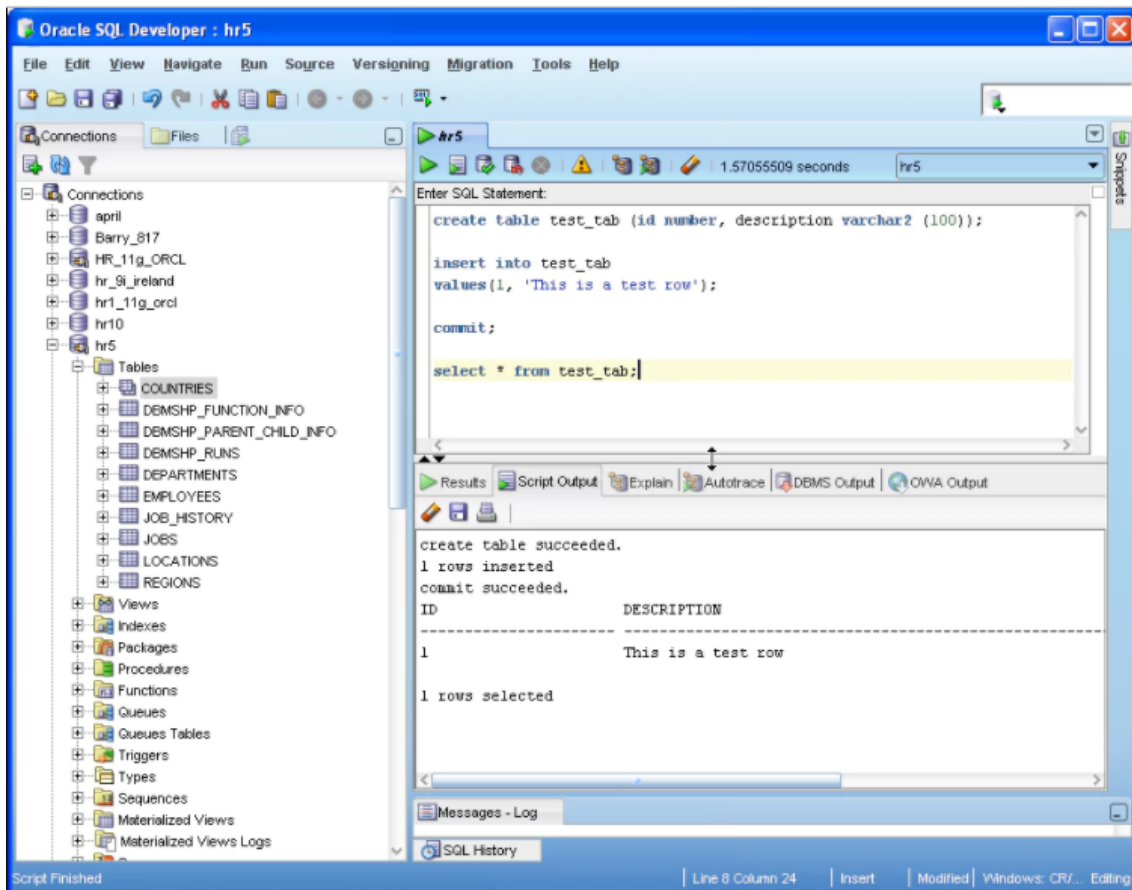 Oracle SQL Developer : hr5
File Edit View Navigate Run Source Versioning Migration Tools Help
Connections
Files
Connections
april
Barry_817
HR_11g_ORCL
hr_9i_ireland
hr1_11g_orcl
hr10
hr5
Tables
COUNTRIES
DBMSHP_FUNCTION_INFO
DBMSHP_PARENT_CHILD_INFO
DBMSHP_RUNS
DEPARTMENTS
EMPLOYEES
JOB_HISTORY
JOBS
LOCATIONS
REGIONS
Views
Indexes
Packages
Procedures
Functions
Queues
Queues Tables
Triggers
Types
Sequences
Materialized Views
Materialized Views Logs
hr5
1.57055509 seconds
hr5
Snippets
Enter SQL Statement:
create table test_tab (id number, description varchar2 (100));
insert into test_tab
values(1, 'This is a test row');
commit;
select * from test_tab;
Results Script Output Explain Autotrace DBMS Output OWA Output
create table succeeded.
1 rows inserted
commit succeeded.
ID DESCRIPTION
---------------------- ----------------------------------------------------
1 This is a test row
1 rows selected
Messages - Log
SQL History
Script Finished
Line 8 Column 24 Insert Modified Windows: CR/... Editing